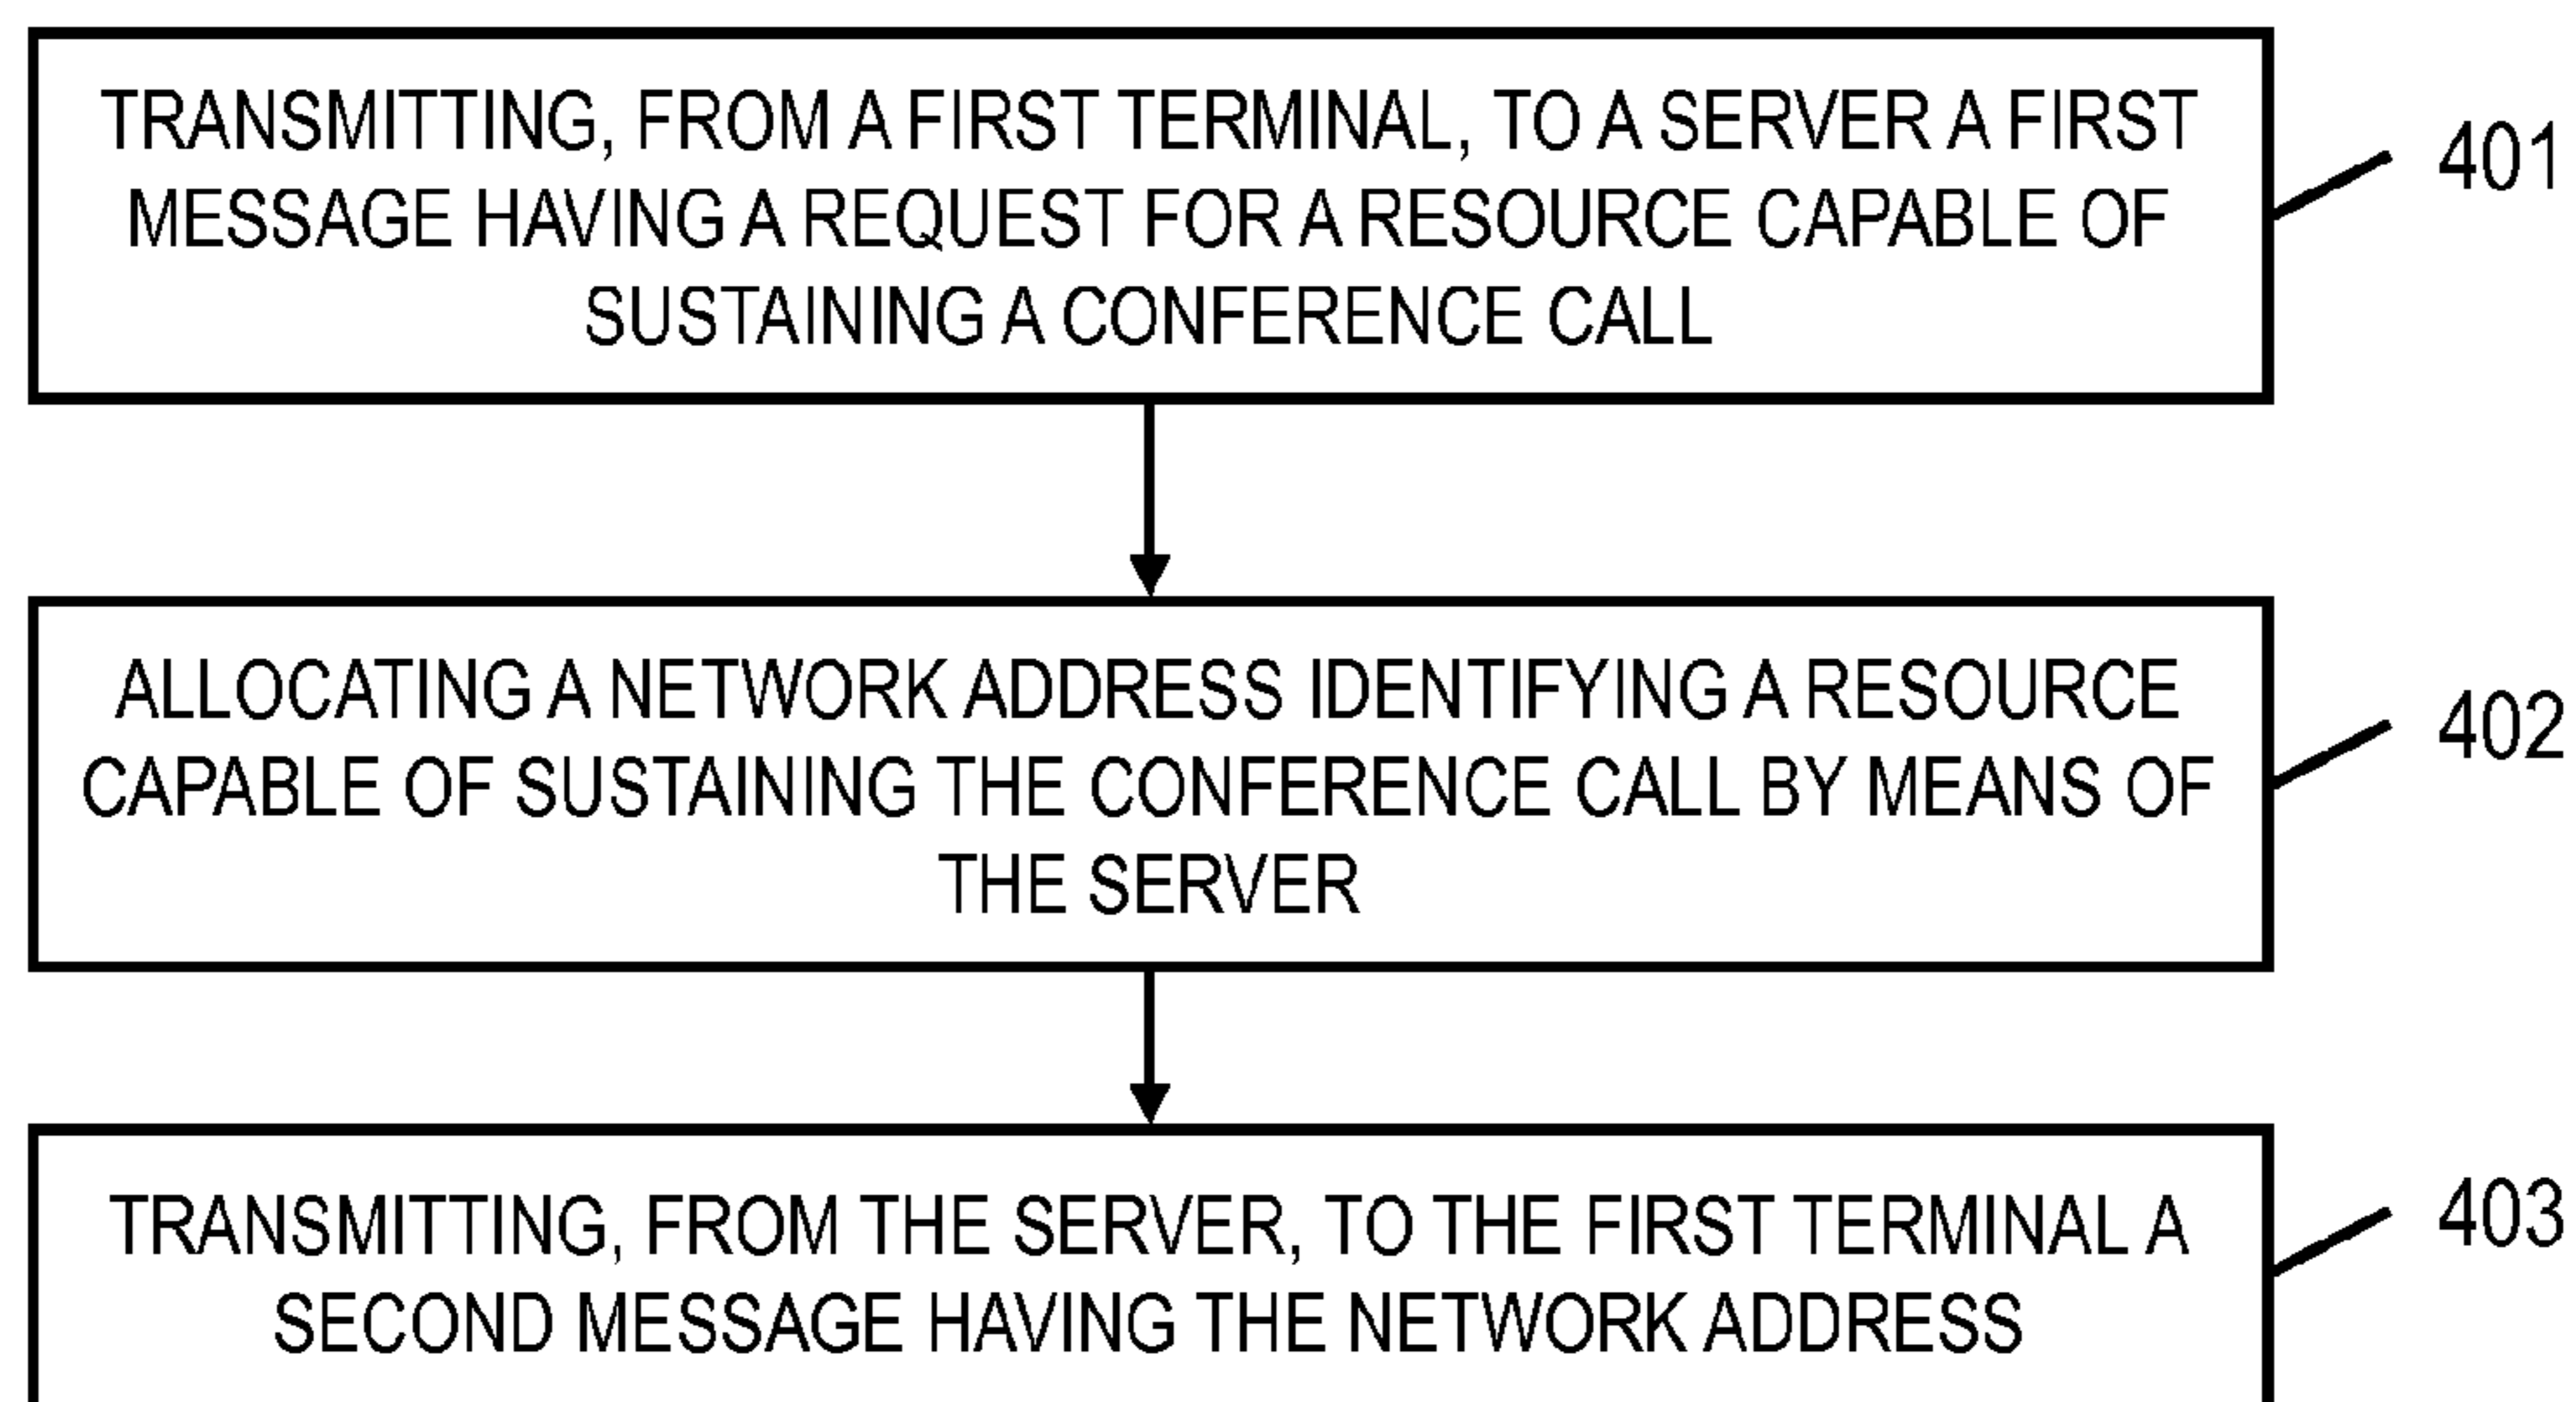 TRANSMITTING, FROM A FIRST TERMINAL, TO A SERVER A FIRST
MESSAGE HAVING A REQUEST FOR A RESOURCE CAPABLE OF
SUSTAINING A CONFERENCE CALL
401
ALLOCATING A NETWORK ADDRESS IDENTIFYING A RESOURCE
CAPABLE OF SUSTAINING THE CONFERENCE CALL BY MEANS OF
THE SERVER
402
TRANSMITTING, FROM THE SERVER, TO THE FIRST TERMINAL A
SECOND MESSAGE HAVING THE NETWORK ADDRESS
403